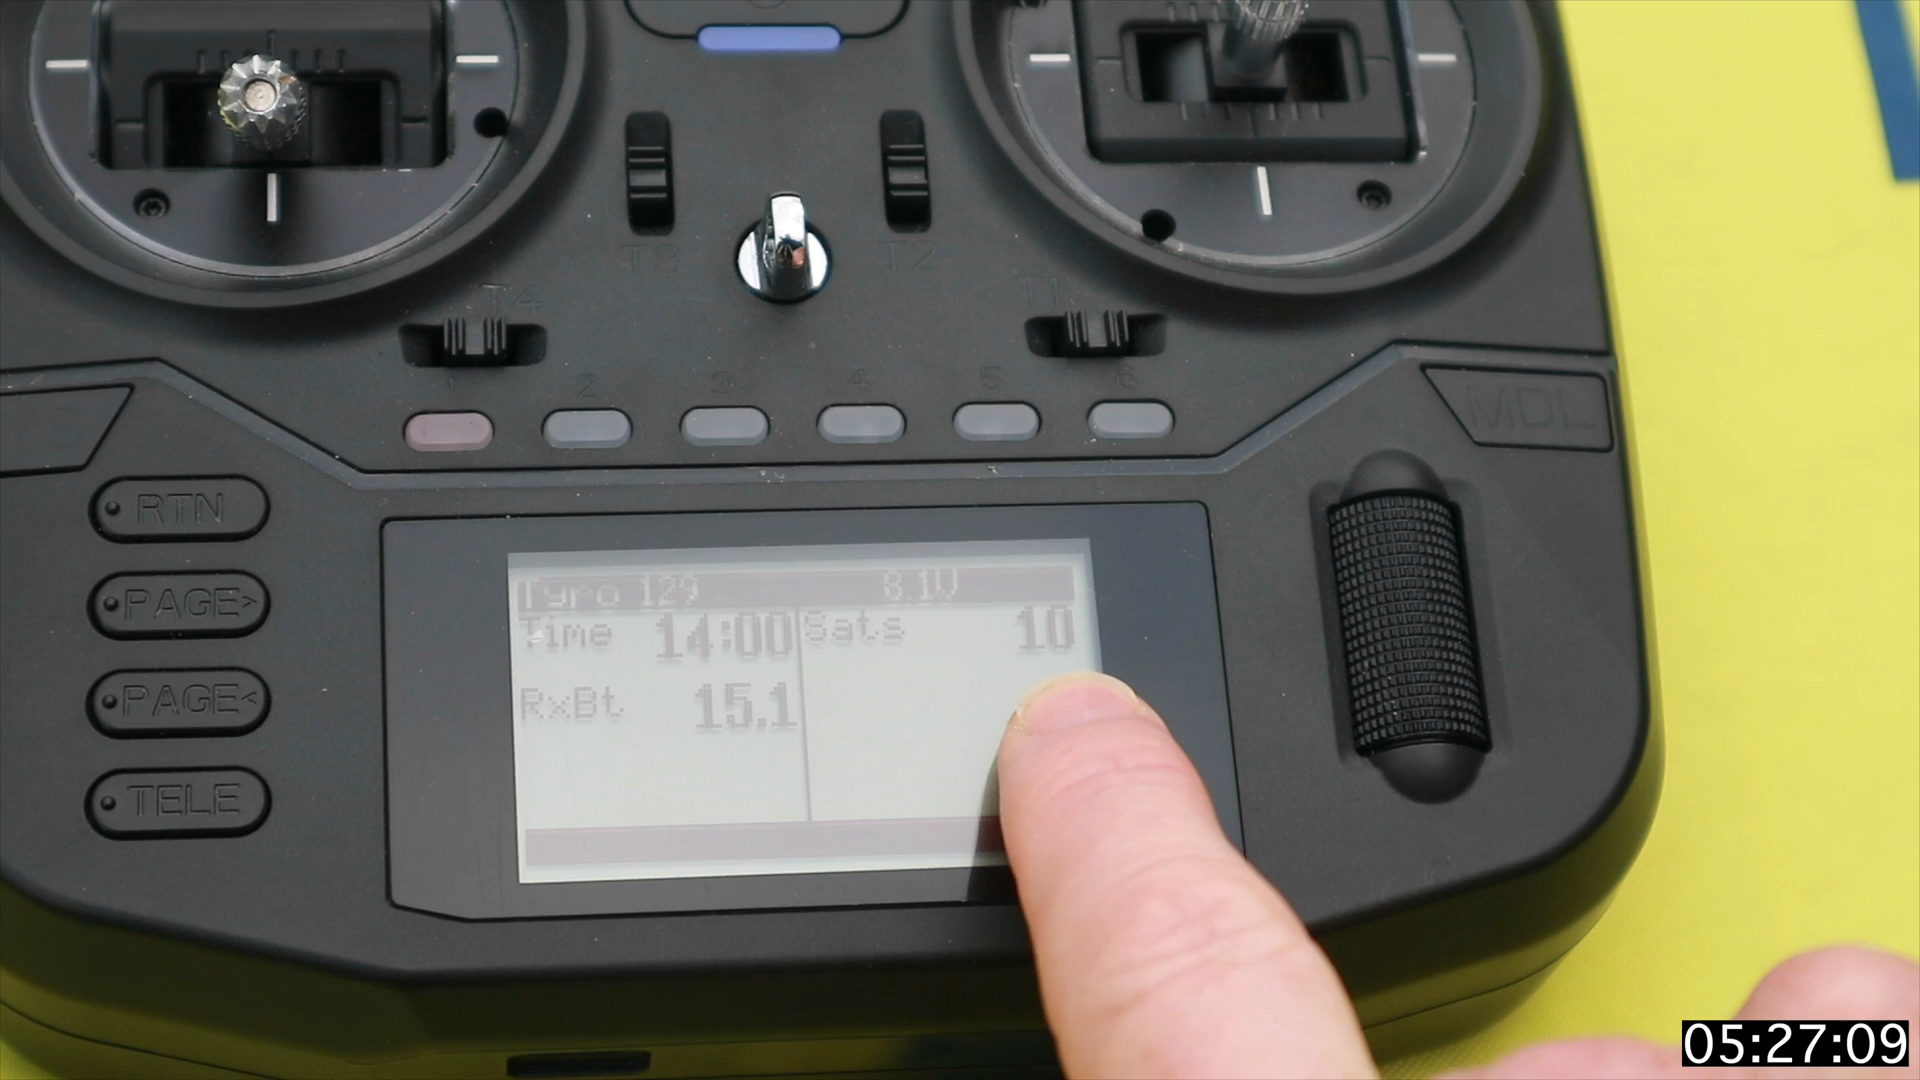 T3 T2
T4 T1
1 2 3 4 5 6
MDL
RTN
PAGE>
PAGE<
TELE
Tyro 129 8.1V
Time 14:00 Sats 10
RxBt 15.1
05:27:09